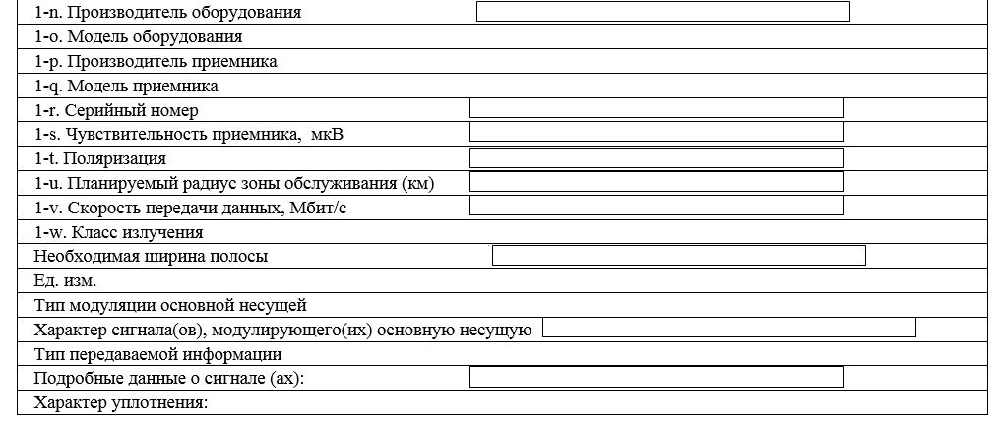 1-n. Производитель оборудования
1-o. Модель оборудования
1-p. Производитель приемника
1-q. Модель приемника
1-r. Серийный номер
1-s. Чувствительность приемника, мкВ
1-t. Поляризация
1-u. Планируемый радиус зоны обслуживания (км)
1-v. Скорость передачи данных, Мбит/с
1-w. Класс излучения
Необходимая ширина полосы
Ед. изм.
Тип модуляции основной несущей
Характер сигнала(ов), модулирующего(их) основную несущую
Тип передаваемой информации
Подробные данные о сигнале (ах):
Характер уплотнения: